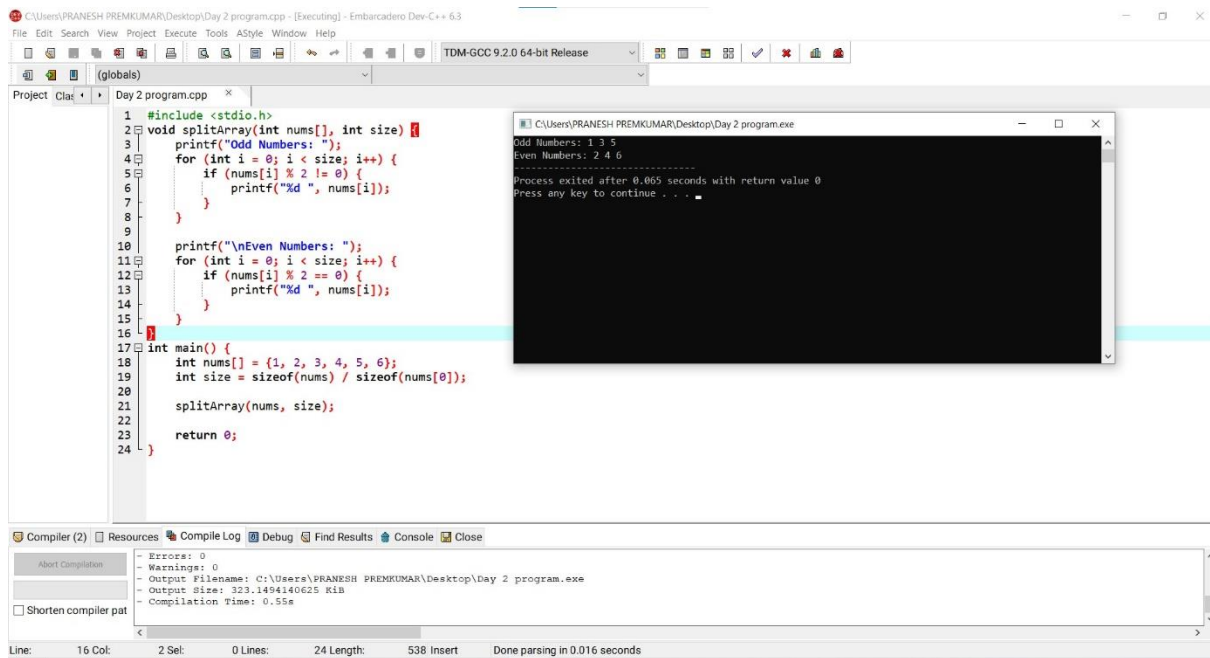 C:\Users\PRANESH PREMKUMAR\Desktop\Day 2 program.cpp - [Executing] - Embarcadero Dev-C++ 6.3
File Edit Search View Project Execute Tools AStyle Window Help
TDM-GCC 9.2.0 64-bit Release
(globals)
Project Clas
Day 2 program.cpp
1 #include <stdio.h>
2 void splitArray(int nums[], int size) {
3 printf("Odd Numbers: ");
4 for (int i = 0; i < size; i++) {
5 if (nums[i] % 2 != 0) {
6 printf("%d ", nums[i]);
7 }
8 }
9
10 printf("\nEven Numbers: ");
11 for (int i = 0; i < size; i++) {
12 if (nums[i] % 2 == 0) {
13 printf("%d ", nums[i]);
14 }
15 }
16 }
17 int main() {
18 int nums[] = {1, 2, 3, 4, 5, 6};
19 int size = sizeof(nums) / sizeof(nums[0]);
20
21 splitArray(nums, size);
22
23 return 0;
24 }
C:\Users\PRANESH PREMKUMAR\Desktop\Day 2 program.exe
Odd Numbers: 1 3 5
Even Numbers: 2 4 6
--------------------------------
Process exited after 0.065 seconds with return value 0
Press any key to continue . . .
Compiler (2) Resources Compile Log Debug Find Results Console Close
Abort Compilation
Shorten compiler pat
- Errors: 0
- Warnings: 0
- Output Filename: C:\Users\PRANESH PREMKUMAR\Desktop\Day 2 program.exe
- Output Size: 323.1494140625 KiB
- Compilation Time: 0.55s
Line: 16 Col: 2 Sel: 0 Lines: 24 Length: 538 Insert Done parsing in 0.016 seconds